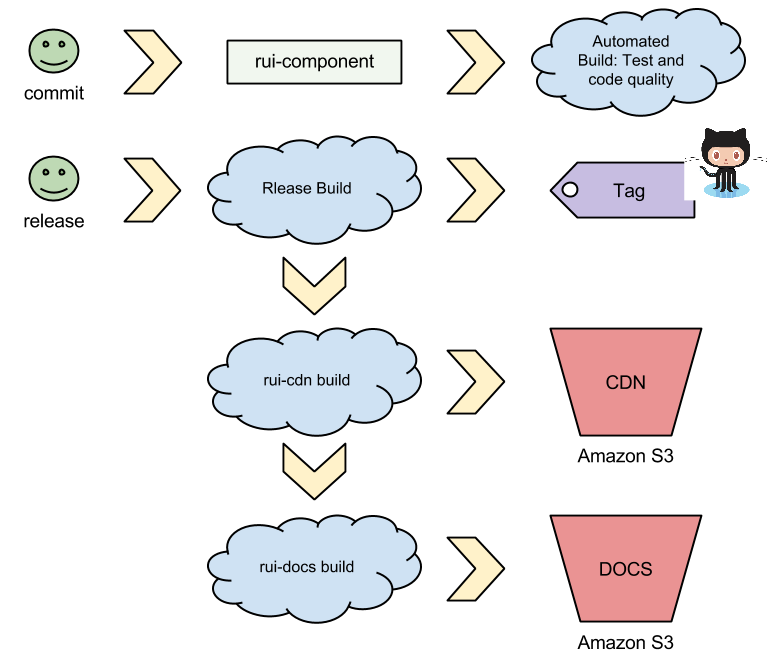 commit
rui-component
Automated
Build: Test and
code quality
release
Rlease Build
Tag
rui-cdn build
CDN
Amazon S3
rui-docs build
DOCS
Amazon S3